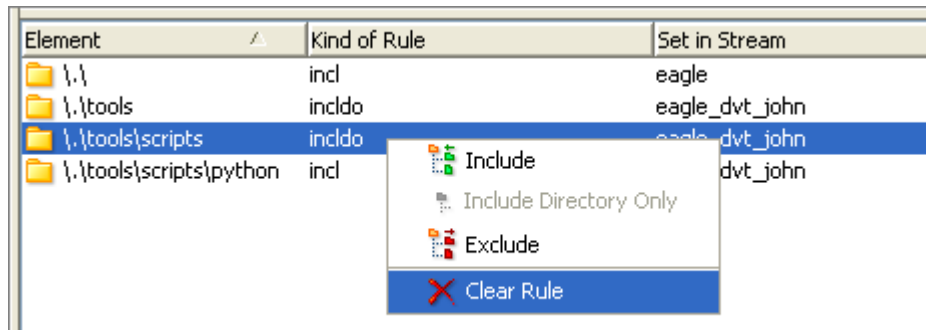 Element Kind of Rule Set in Stream
\.\ incl eagle
\.\tools incldo eagle_dvt_john
\.\tools\scripts incldo eagle_dvt_john
\.\tools\scripts\python incl dvt_john
Include
Include Directory Only
Exclude
Clear Rule